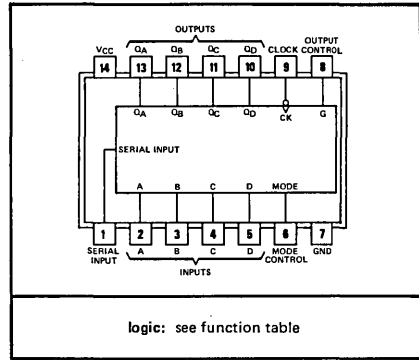 OUTPUTS
VCC QA QB QC QD CLOCK OUTPUT CONTROL
14 13 12 11 10 9 8
QA QB QC QD CK G
SERIAL INPUT
A B C D MODE
1 2 3 4 5 6 7
SERIAL INPUT A B C D MODE CONTROL GND
INPUTS
logic: see function table